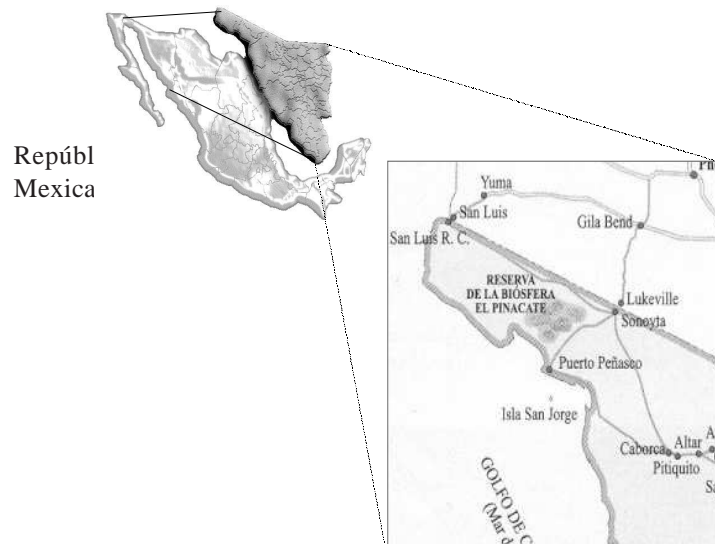 Repúbl
Mexica
Yuma
San Luis
Gila Bend
San Luis R. C.
RESERVA
DE LA BIÓSFERA
EL PINACATE
Lukeville
Sonoyta
Puerto Peñasco
Isla San Jorge
Caborca
Altar
Pitiquito
GOLFO DE C
(Mar d